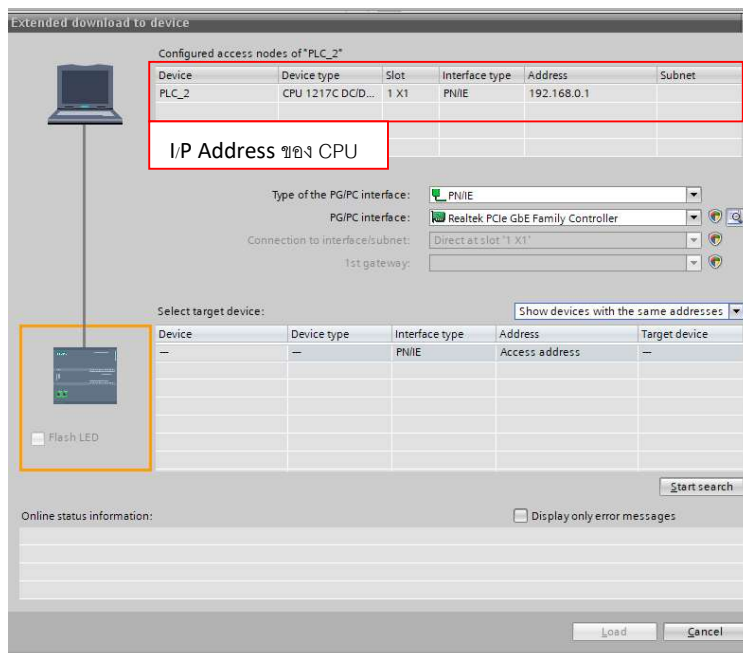 Extended download to device
Configured access nodes of "PLC_2"
Device Device type Slot Interface type Address Subnet
PLC_2 CPU 1217C DC/D... 1 X1 PN/IE 192.168.0.1
I/P Address ของ CPU
Type of the PG/PC interface: PN/IE
PG/PC interface: Realtek PCIe GbE Family Controller
Connection to interface/subnet: Direct at slot '1 X1'
1st gateway:
Select target device: Show devices with the same addresses
Device Device type Interface type Address Target device
— — PN/IE Access address —
Flash LED
Start search
Online status information: Display only error messages
Load Cancel